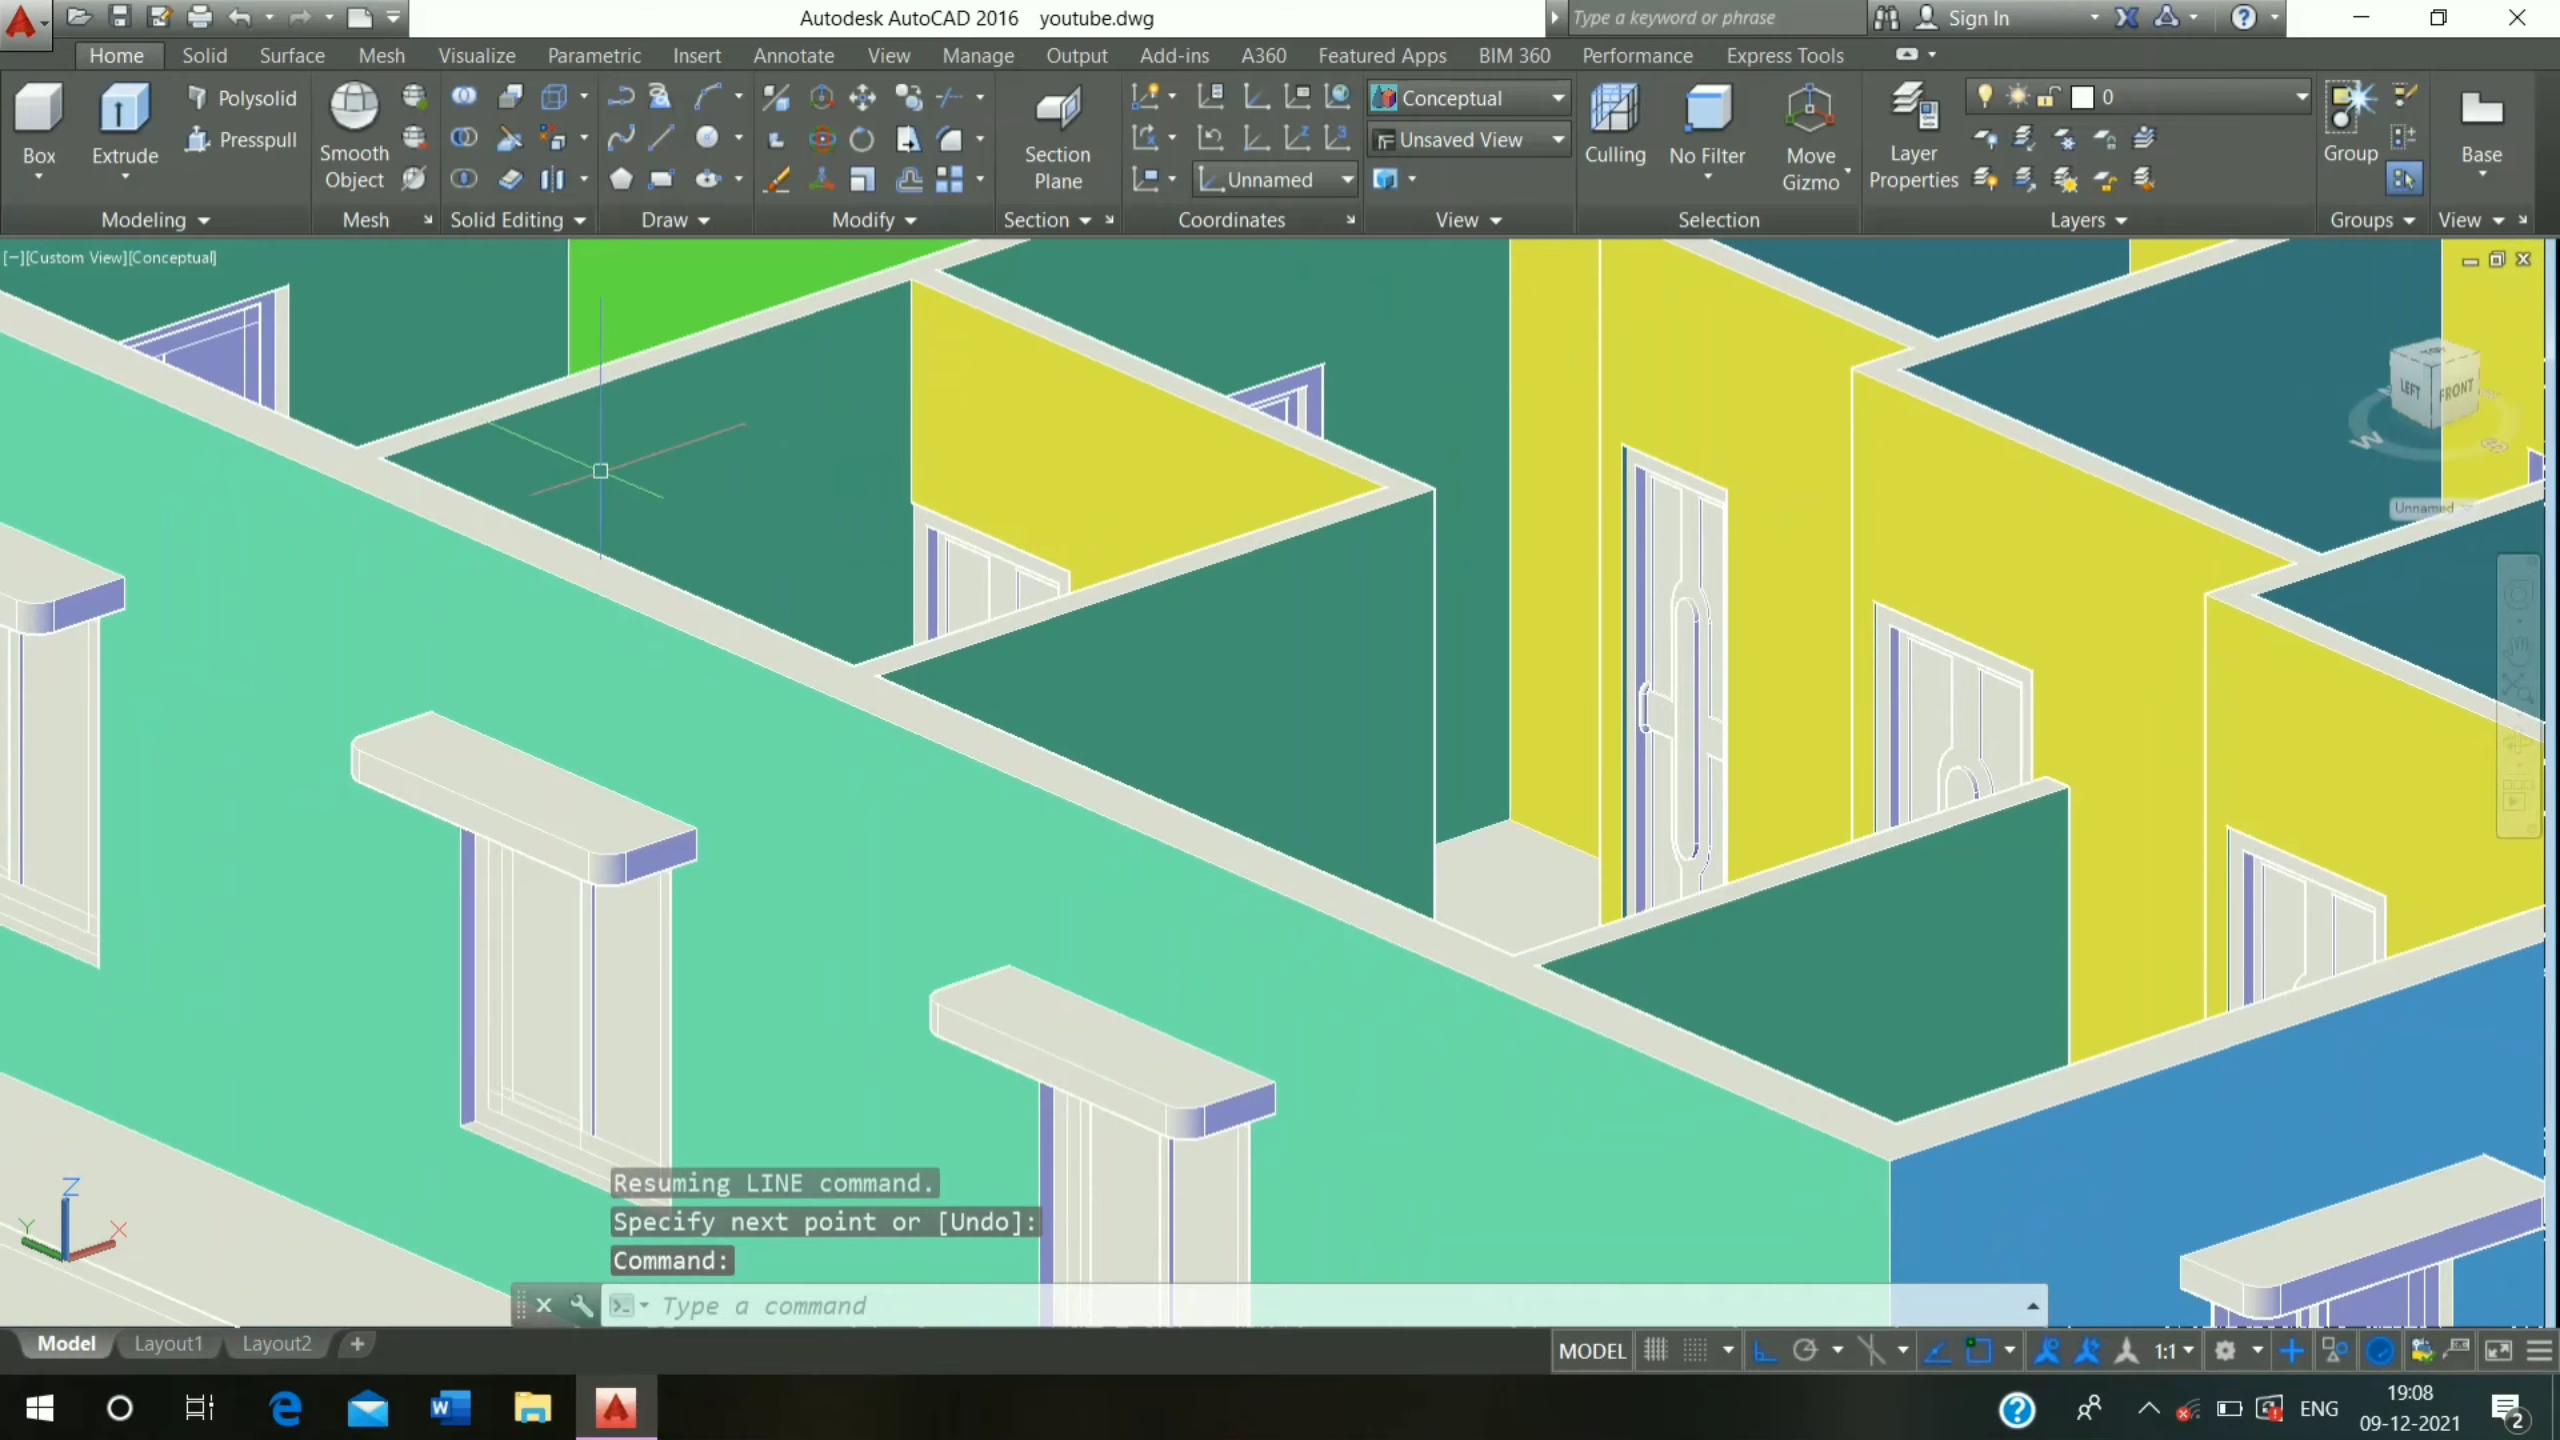 Autodesk AutoCAD 2016 youtube.dwg
Type a keyword or phrase
Sign In
Home Solid Surface Mesh Visualize Parametric Insert Annotate View Manage Output Add-ins A360 Featured Apps BIM 360 Performance Express Tools
Box
Extrude
Polysolid
Presspull
Smooth Object
Section Plane
Unnamed
Conceptual
Unsaved View
Culling
No Filter
Move Gizmo
Layer Properties
0
Group
Base
Modeling Mesh Solid Editing Draw Modify Section Coordinates View Selection Layers Groups View
[−][Custom View][Conceptual]
TOP
LEFT
FRONT
W
Unnamed
Z
Y
X
Resuming LINE command.
Specify next point or [Undo]:
Command:
Type a command
Model Layout1 Layout2 +
MODEL
1:1
ENG
19:08
09-12-2021
2